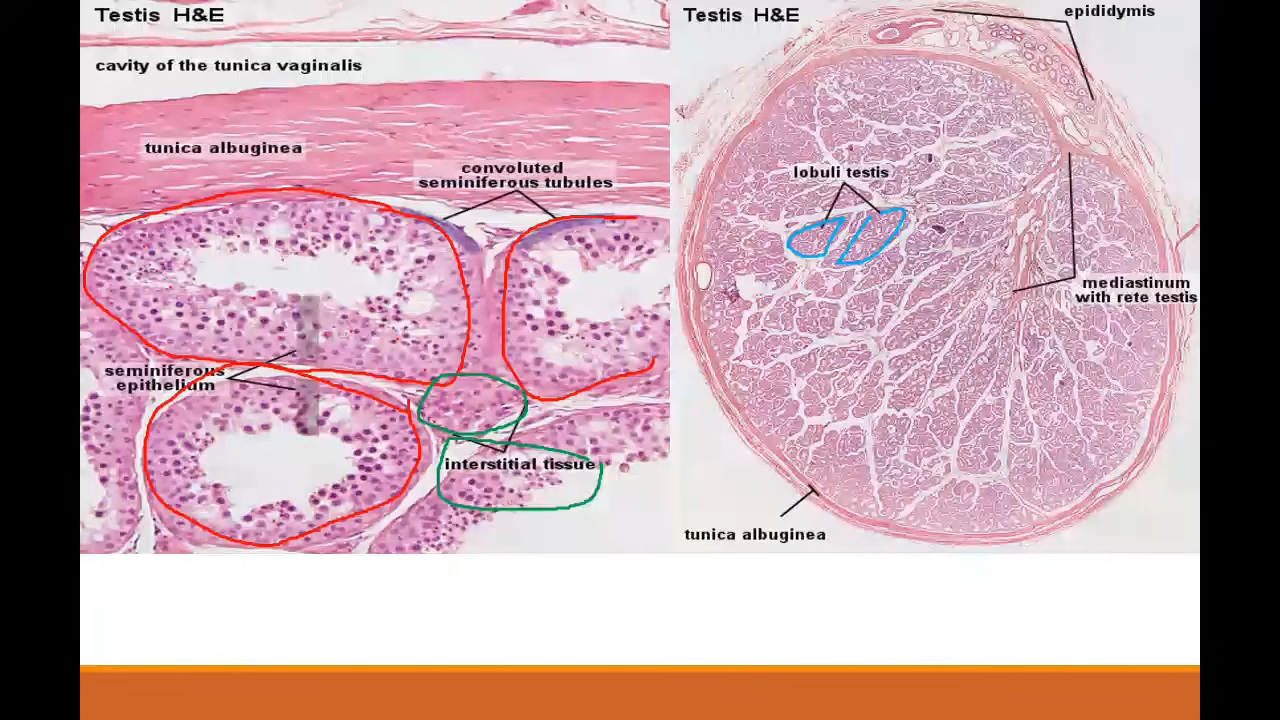 Testis H&E
cavity of the tunica vaginalis
tunica albuginea
convoluted
seminiferous tubules
seminiferous
epithelium
interstitial tissue
Testis H&E
epididymis
lobuli testis
mediastinum
with rete testis
tunica albuginea